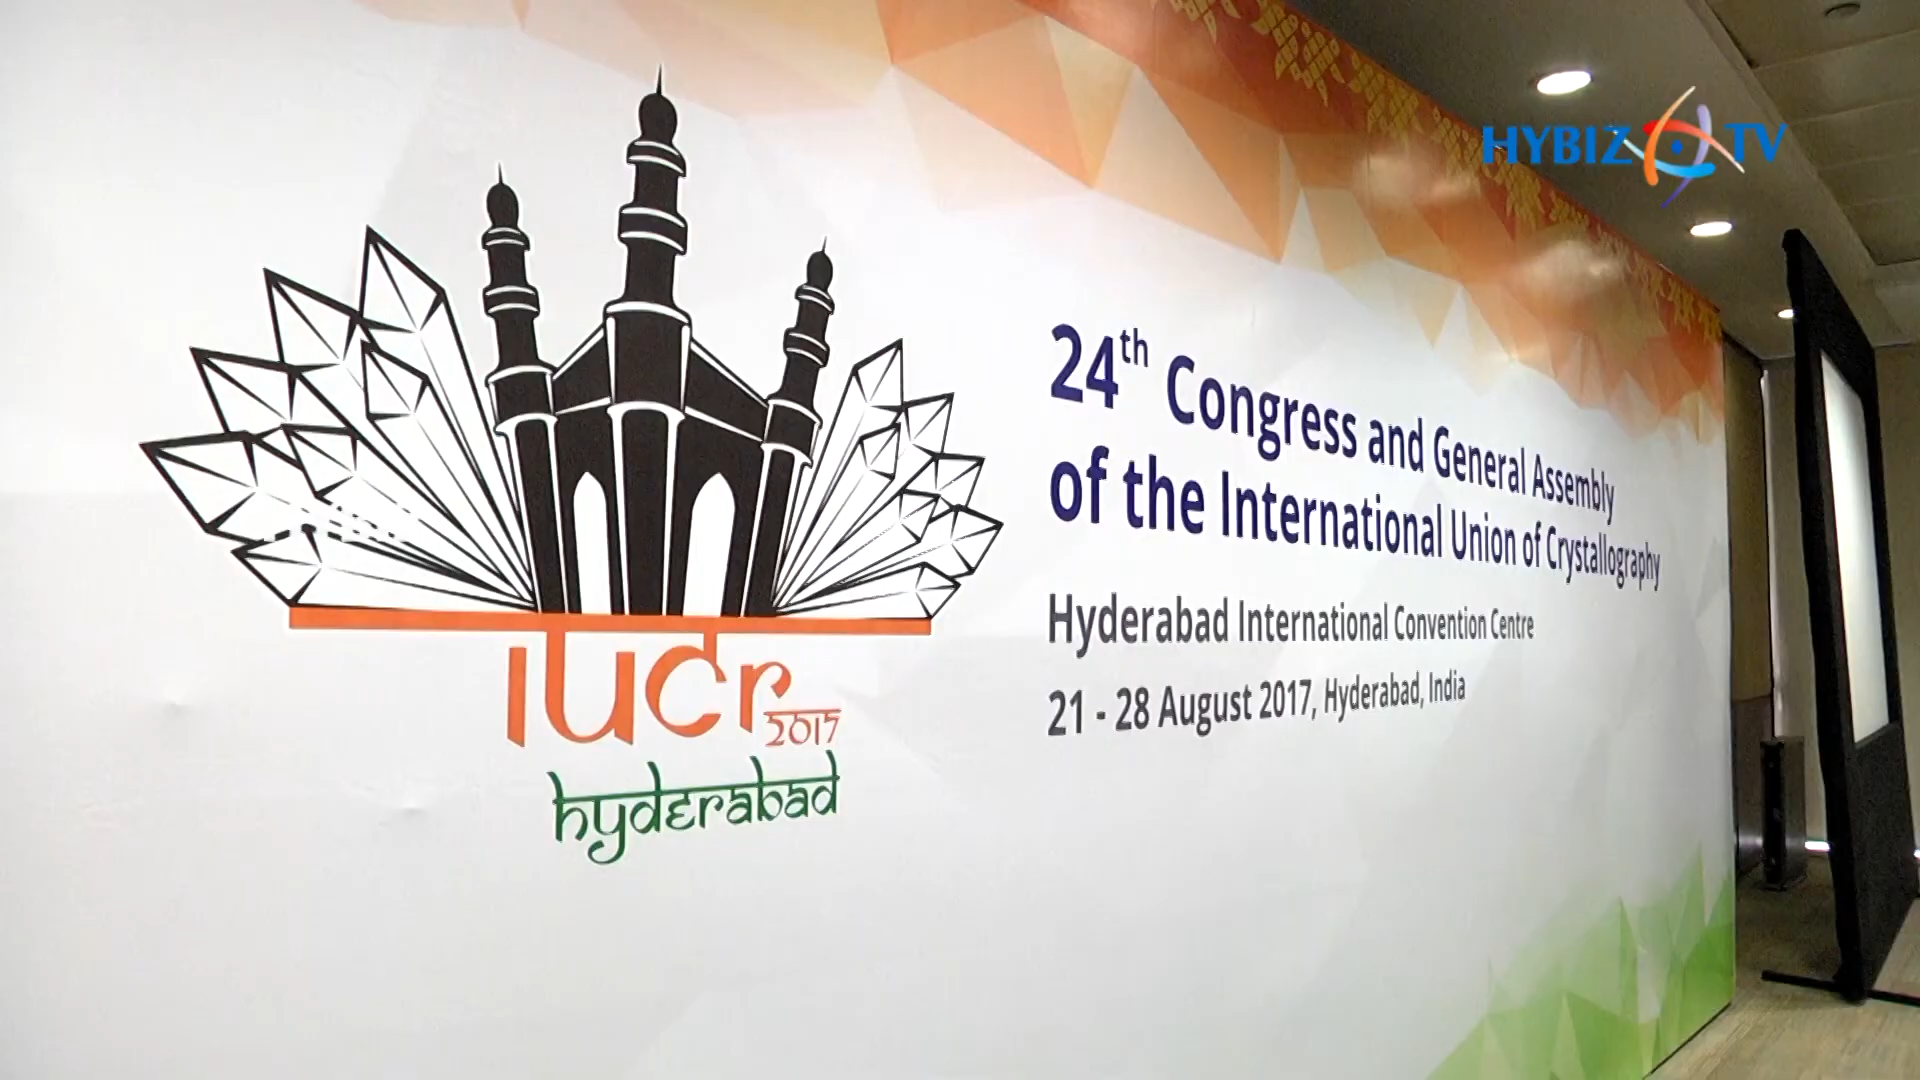 HYBIZ TV
24th Congress and General Assembly
of the International Union of Crystallography
Hyderabad International Convention Centre
21 - 28 August 2017, Hyderabad, India
iucr
2017
hyderabad